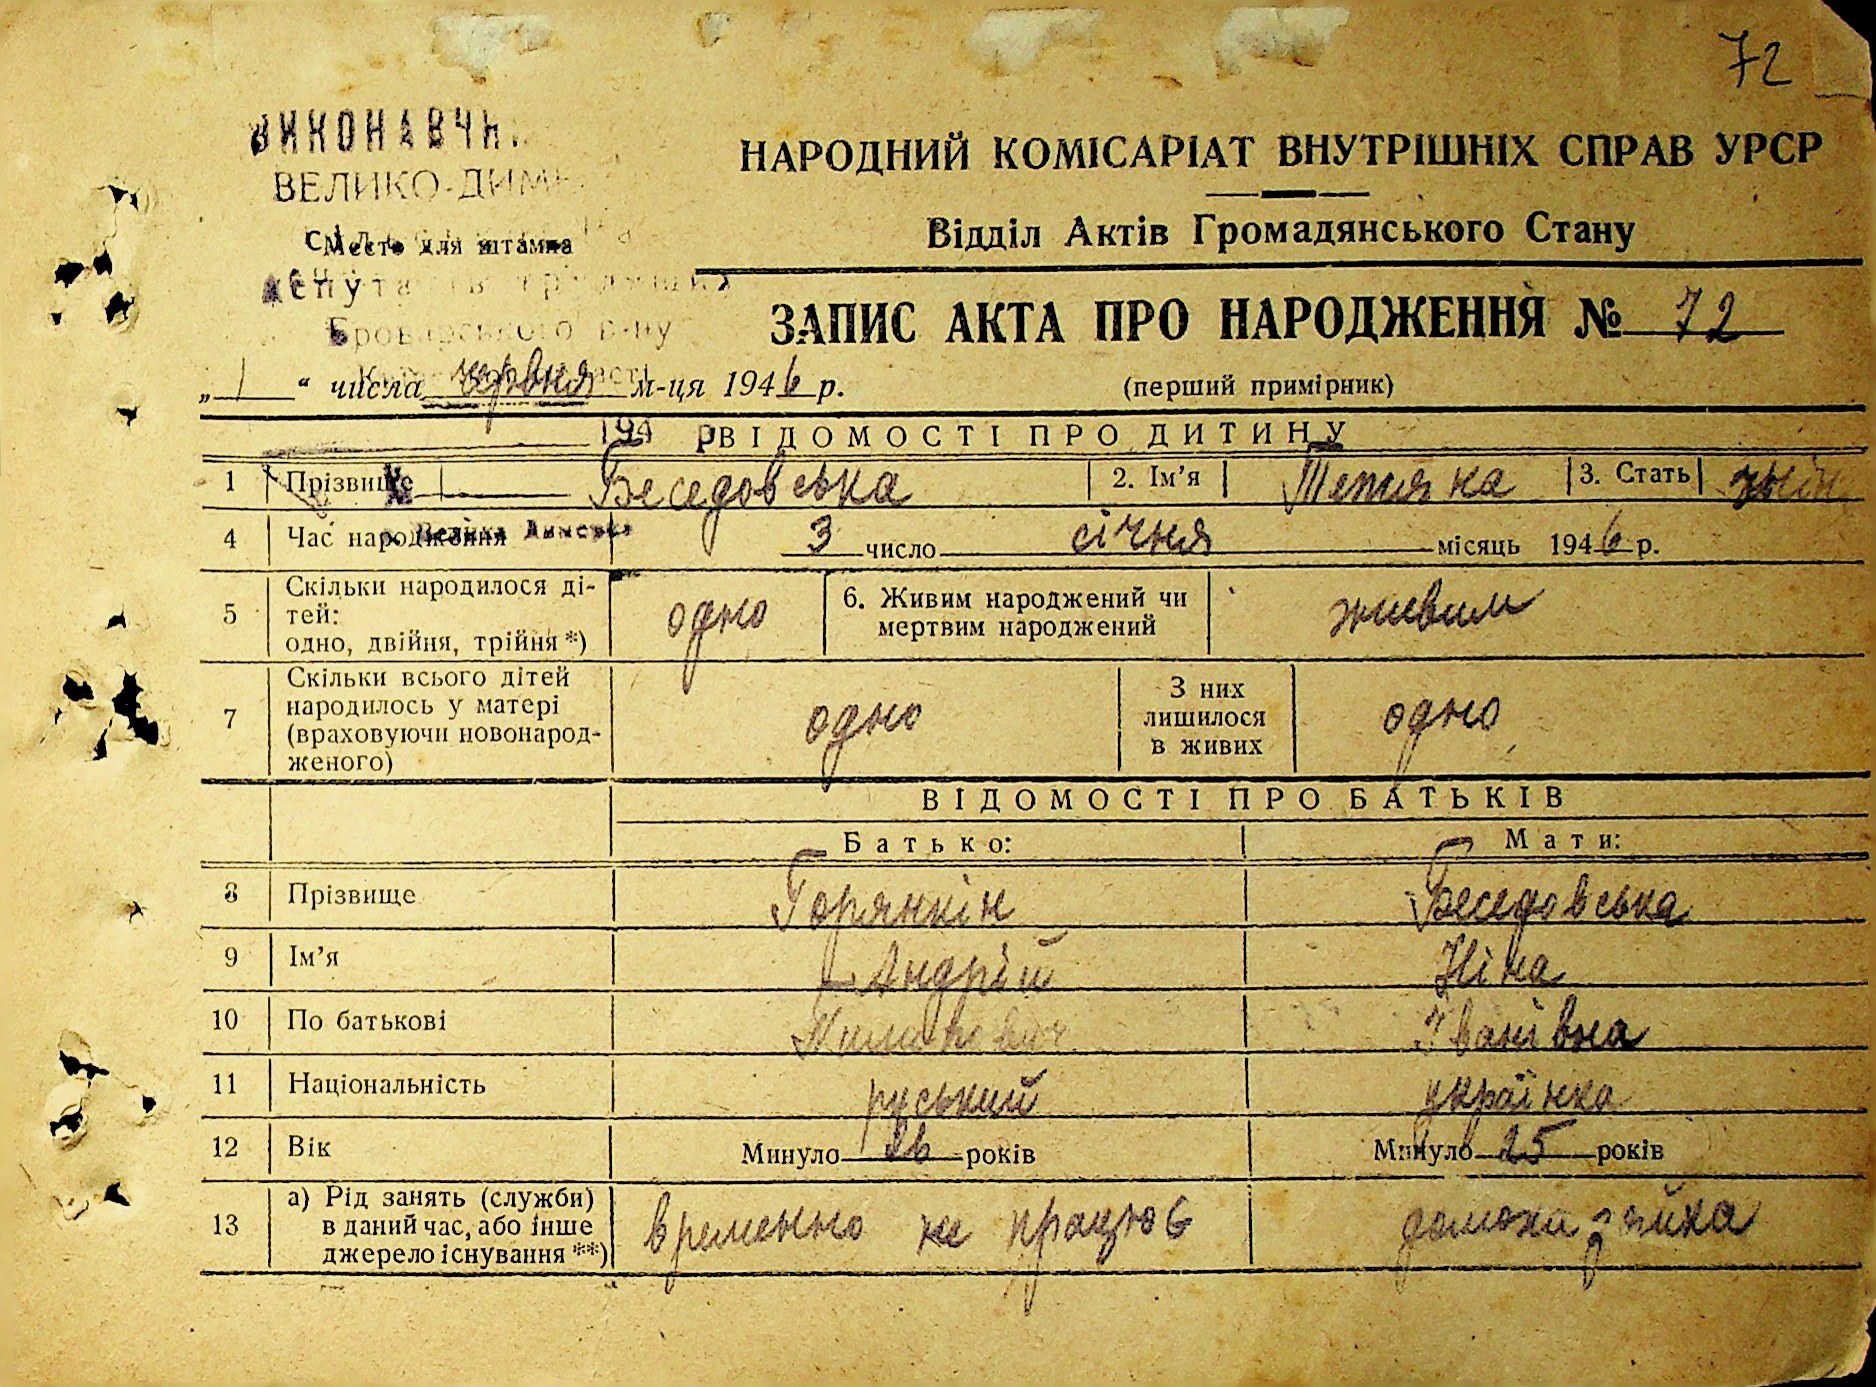 72
ВИКОНАВЧИ
ВЕЛИКО-ДИМ
Место для штампа
Броварського р-ну
НАРОДНИЙ КОМІСАРІАТ ВНУТРІШНІХ СПРАВ УРСР
Відділ Актів Громадянського Стану
ЗАПИС АКТА ПРО НАРОДЖЕННЯ № 72
„ 1 “ числа червня м-ця 1946 р.
(перший примірник)
194 р
ВІДОМОСТІ ПРО ДИТИНУ
1 Прізвище Беседовська 2. Ім'я 3. Стать
4 Час народження 3 число січня місяць 1946 р.
Велика Димерка
5 Скільки народилося ді-
тей:
одно, двійня, трійня *) одно 6. Живим народжений чи
мертвим народжений живим
7 Скільки всього дітей
народилось у матері
(враховуючи новонарод-
женого) одно З них
лишилося
в живих одно
ВІДОМОСТІ ПРО БАТЬКІВ
Батько: Мати:
8 Прізвище Горянкін Беседовська
9 Ім'я Андрій Ніна
10 По батькові Іванівна
11 Національність руський українка
12 Вік Минуло 26 років Минуло 25 років
13 а) Рід занять (служби)
в даний час, або інше
джерело існування **) временно не працює